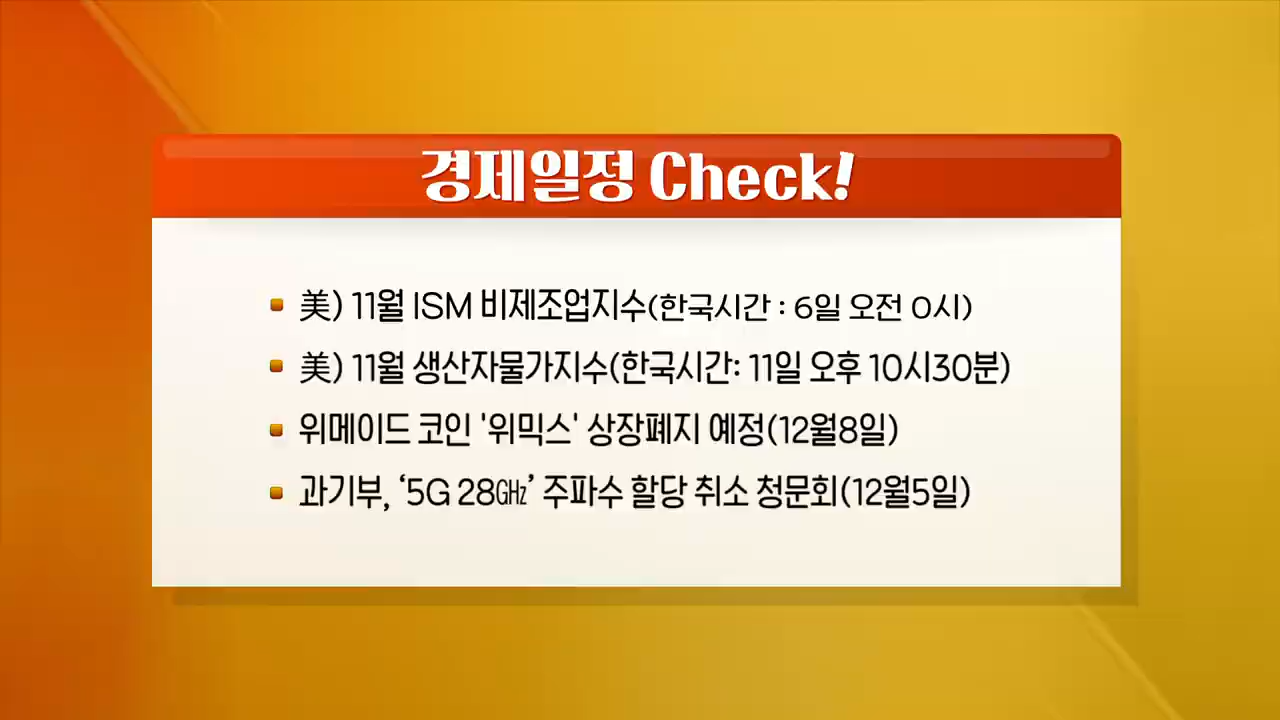 경제일정 Check!
美) 11월 ISM 비제조업지수(한국시간 : 6일 오전 0시)
美) 11월 생산자물가지수(한국시간: 11일 오후 10시30분)
위메이드 코인 '위믹스' 상장폐지 예정(12월8일)
과기부, ‘5G 28㎓’ 주파수 할당 취소 청문회(12월5일)